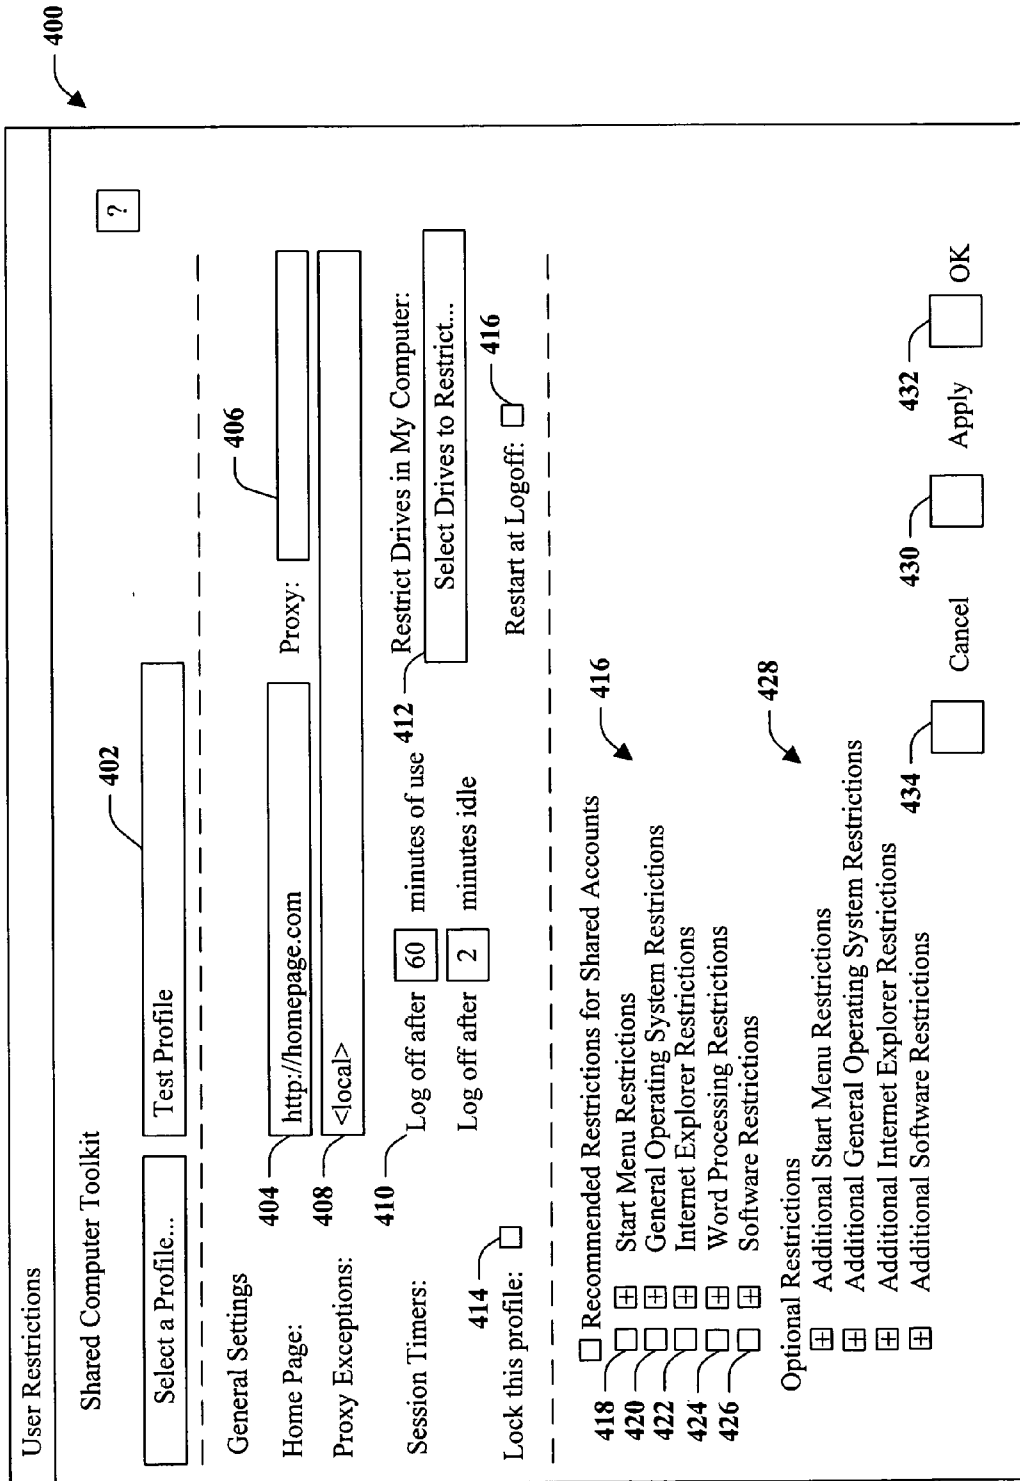 400
User Restrictions
Shared Computer Toolkit
?
402
Select a Profile...
Test Profile
General Settings
406
404
Home Page:
http://homepage.com
Proxy:
408
Proxy Exceptions:
<local>
410
Session Timers:
Log off after 60 minutes of use
412
Restrict Drives in My Computer:
Log off after 2 minutes idle
Select Drives to Restrict...
414
416
Lock this profile:
Restart at Logoff:
Recommended Restrictions for Shared Accounts
416
418
Start Menu Restrictions
420
General Operating System Restrictions
422
Internet Explorer Restrictions
424
Word Processing Restrictions
426
Software Restrictions
Optional Restrictions
428
Additional Start Menu Restrictions
Additional General Operating System Restrictions
Additional Internet Explorer Restrictions
Additional Software Restrictions
434
430
432
Cancel
Apply
OK